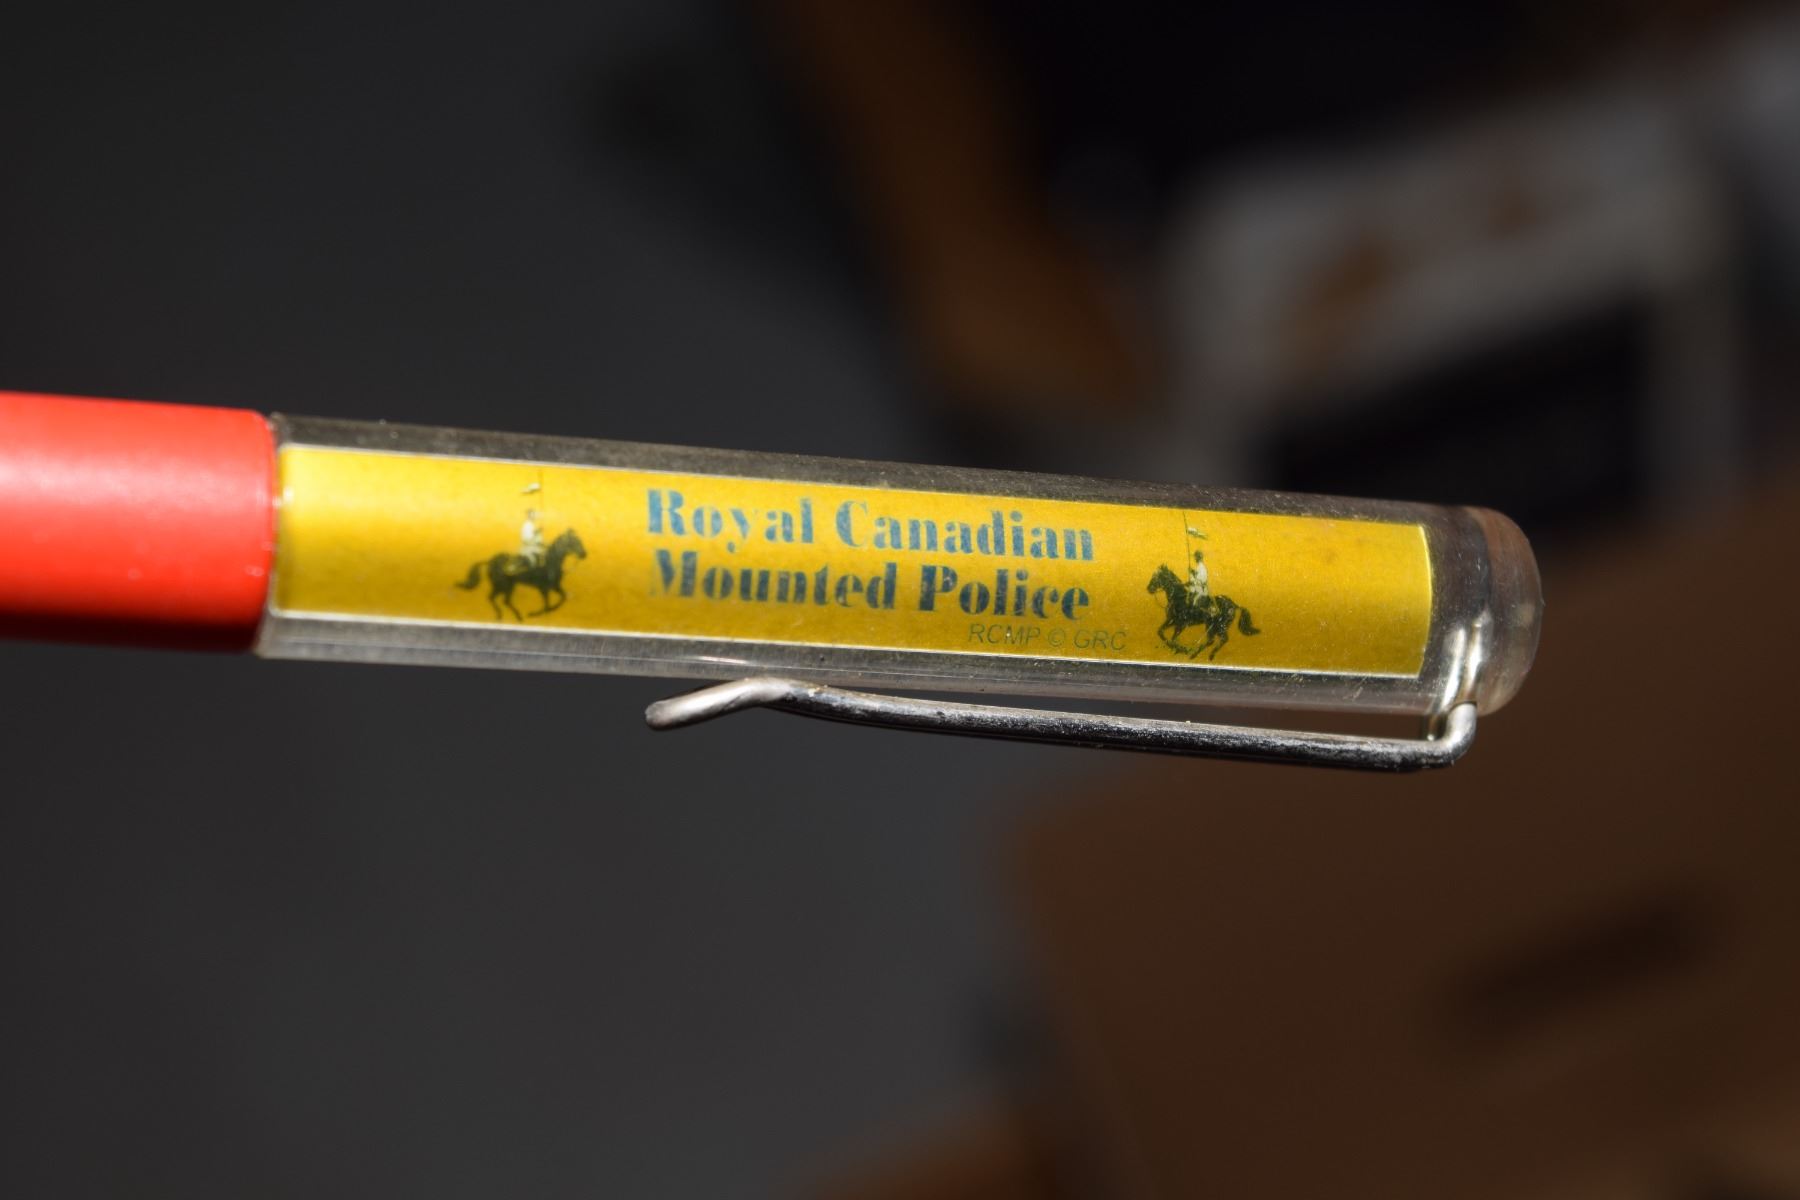 Royal Canadian
Mounted Police
RCMP © GRC